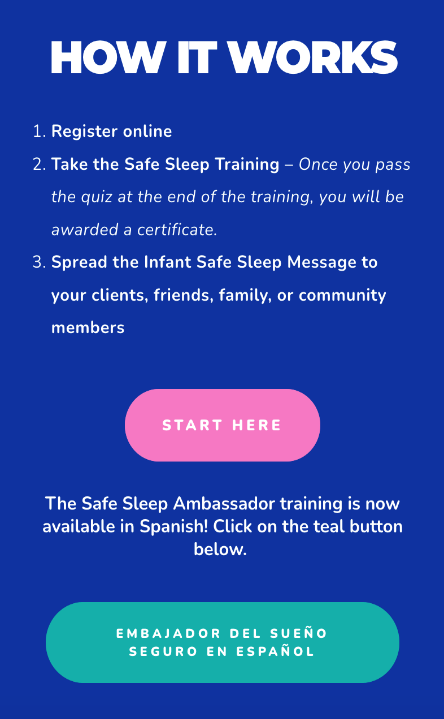 HOW IT WORKS
1. Register online
2. Take the Safe Sleep Training – Once you pass
the quiz at the end of the training, you will be
awarded a certificate.
3. Spread the Infant Safe Sleep Message to
your clients, friends, family, or community
members
START HERE
The Safe Sleep Ambassador training is now
available in Spanish! Click on the teal button
below.
EMBAJADOR DEL SUEÑO
SEGURO EN ESPAÑOL